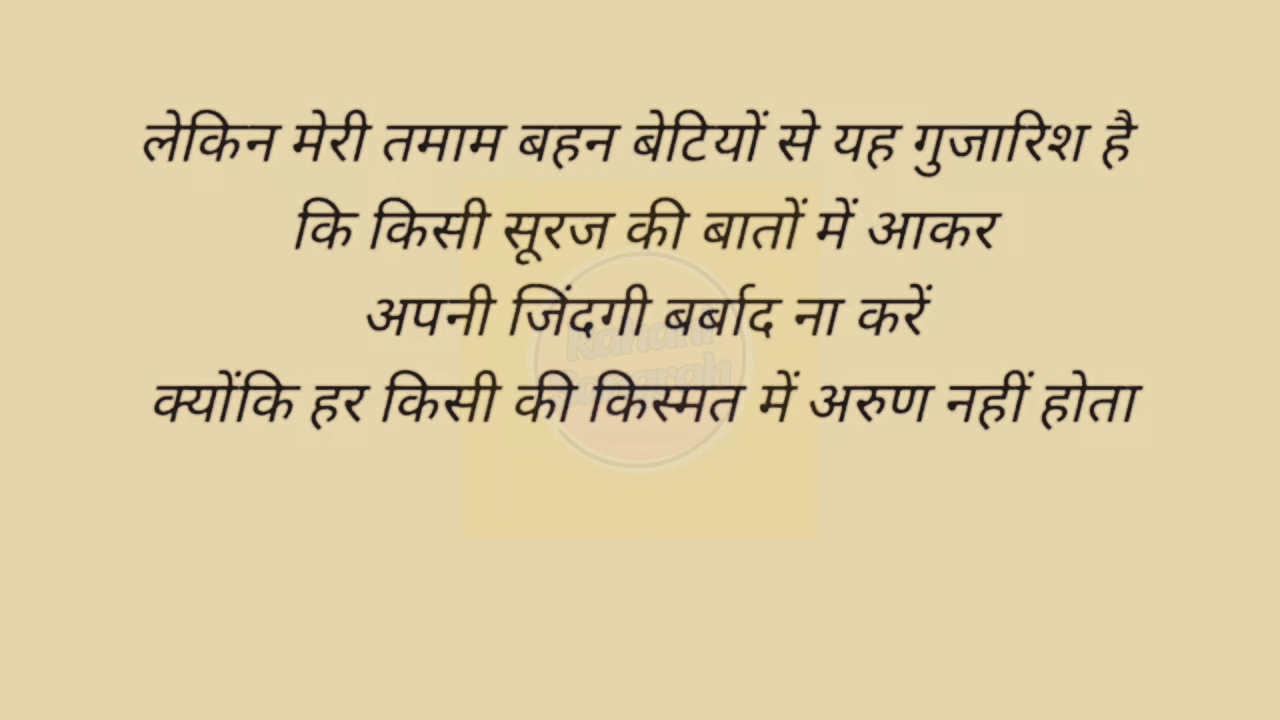 लेकिन मेरी तमाम बहन बेटियों से यह गुजारिश है
कि किसी सूरज की बातों में आकर
अपनी जिंदगी बर्बाद ना करें
क्योंकि हर किसी की किस्मत में अरुण नहीं होता